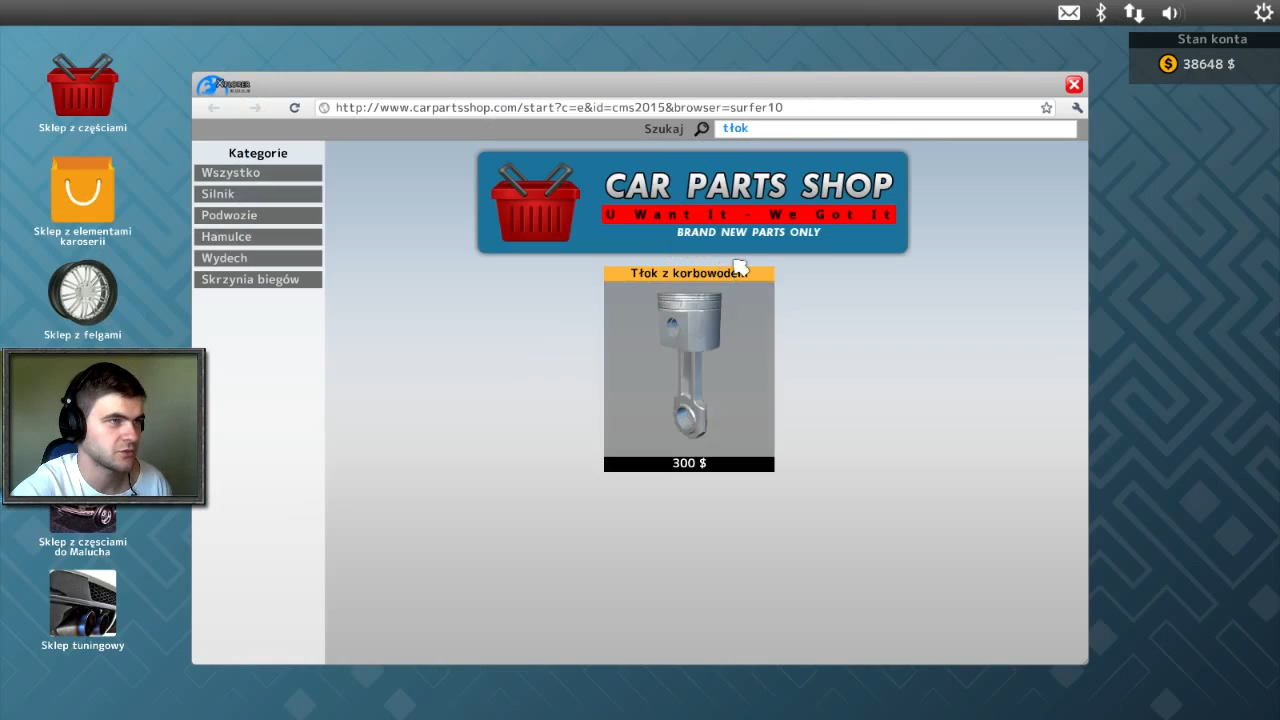 Stan konta
38648 $
Sklep z częściami
Sklep z elementami
karoserii
Sklep z felgami
Sklep z częsciami
do Malucha
Sklep tuningowy
XPLORER
http://www.carpartsshop.com/start?c=e&id=cms2015&browser=surfer10
Szukaj
tłok
Kategorie
Wszystko
Silnik
Podwozie
Hamulce
Wydech
Skrzynia biegów
CAR PARTS SHOP
U Want It - We Got It
BRAND NEW PARTS ONLY
Tłok z korbowodem
300 $